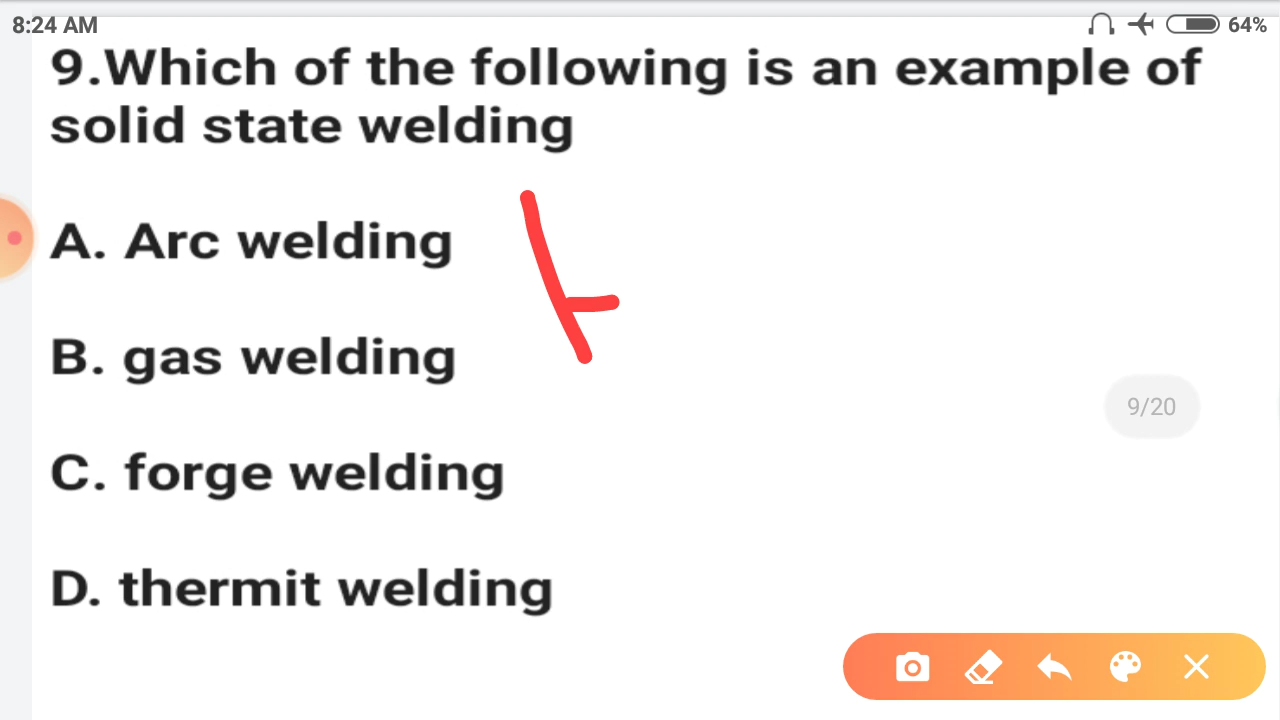 8:24 AM
64%
9.Which of the following is an example of
solid state welding
A. Arc welding
B. gas welding
9/20
C. forge welding
D. thermit welding